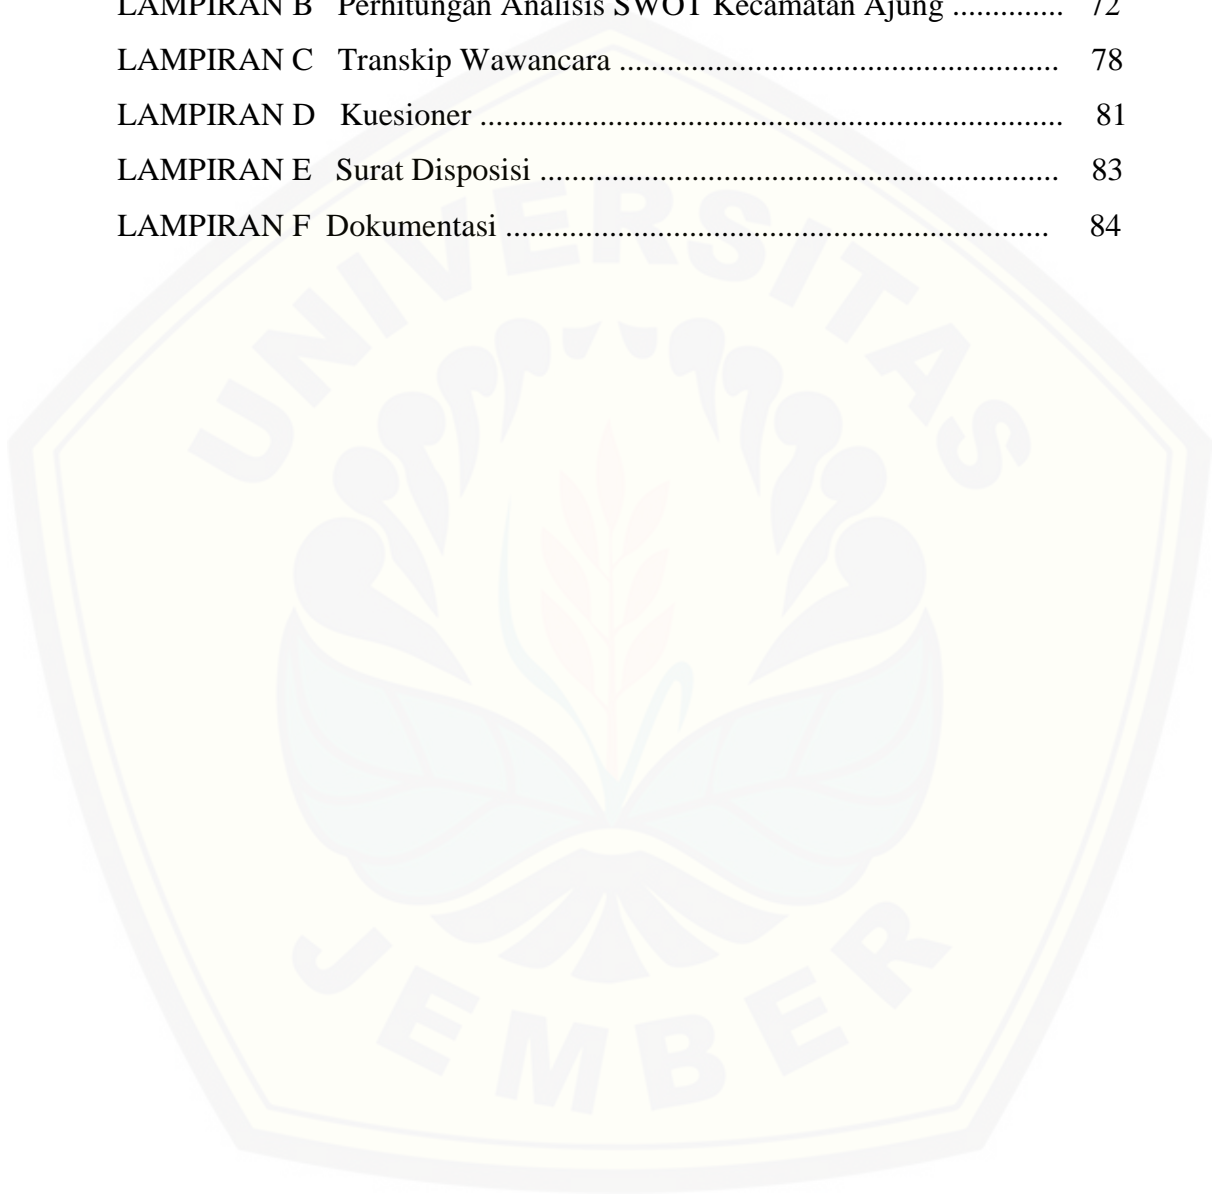 LAMPIRAN B Perhitungan Analisis SWOT Kecamatan Ajung .............. 72
LAMPIRAN C Transkip Wawancara ....................................................... 78
LAMPIRAN D Kuesioner ......................................................................... 81
LAMPIRAN E Surat Disposisi ................................................................. 83
LAMPIRAN F Dokumentasi .................................................................... 84
UNIVERSITAS
JEMBER